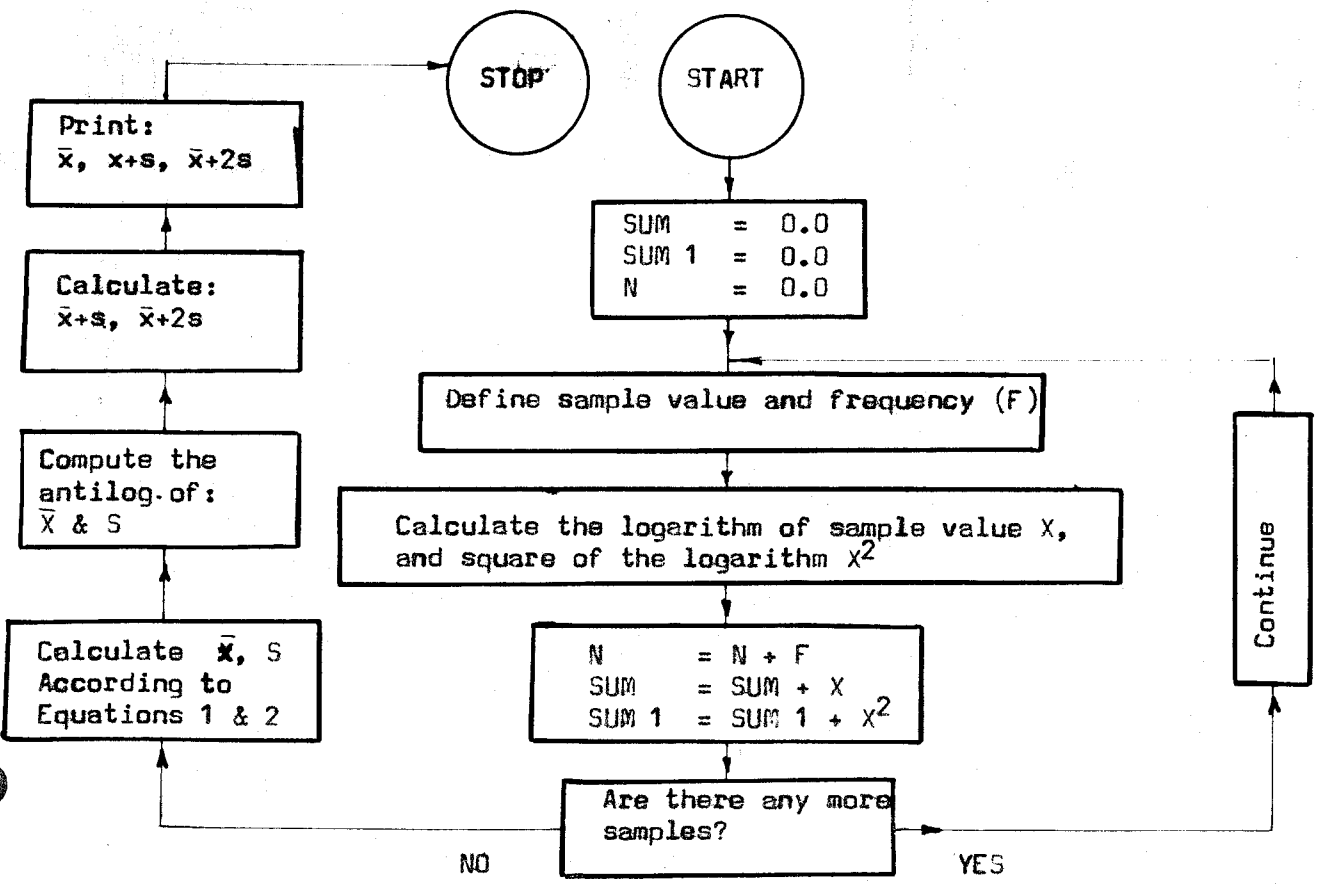 STOP
START
SUM = 0.0
SUM 1 = 0.0
N = 0.0
Define sample value and frequency (F)
Calculate the logarithm of sample value X,
and square of the logarithm X²
N = N + F
SUM = SUM + X
SUM 1 = SUM 1 + X²
Are there any more
samples?
NO
YES
Continue
Calculate x̄, S
According to
Equations 1 & 2
Compute the
antilog.of:
X̄ & S
Calculate:
x̄+s, x̄+2s
Print:
x̄, x+s, x̄+2s